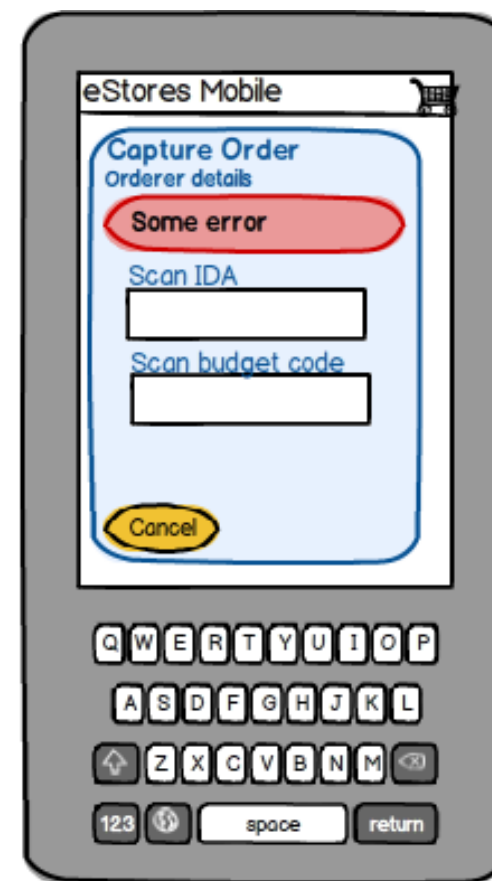 eStores Mobile
Capture Order
Orderer details
Some error
Scan IDA
Scan budget code
Cancel
Q W E R T Y U I O P
A S D F G H J K L
Z X C V B N M
123 space return